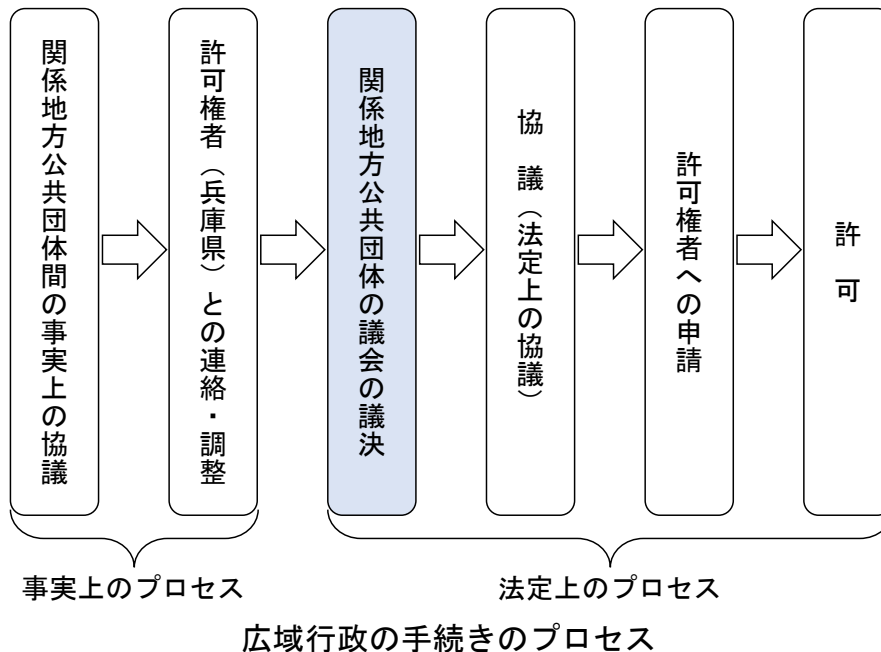 関係地方公共団体間の事実上の協議
許可権者（兵庫県）との連絡・調整
関係地方公共団体の議会の議決
協　議（法定上の協議）
許可権者への申請
許　可
事実上のプロセス
法定上のプロセス
広域行政の手続きのプロセス